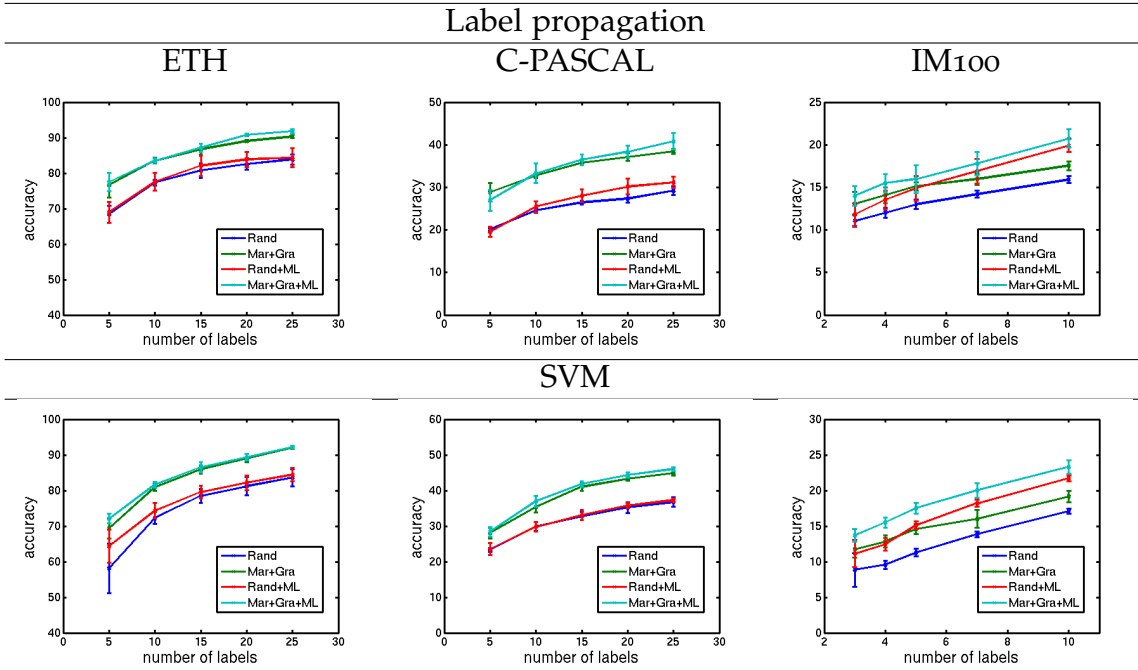 Label propagation
ETH C-PASCAL IM100
100
90
80
70
60
50
40
accuracy
0 5 10 15 20 25 30
number of labels
Rand
Mar+Gra
Rand+ML
Mar+Gra+ML
50
40
30
20
10
0
accuracy
0 5 10 15 20 25 30
number of labels
Rand
Mar+Gra
Rand+ML
Mar+Gra+ML
25
20
15
10
5
0
accuracy
2 4 6 8 10
number of labels
Rand
Mar+Gra
Rand+ML
Mar+Gra+ML
SVM
100
90
80
70
60
50
40
accuracy
0 5 10 15 20 25 30
number of labels
Rand
Mar+Gra
Rand+ML
Mar+Gra+ML
60
50
40
30
20
10
0
accuracy
0 5 10 15 20 25 30
number of labels
Rand
Mar+Gra
Rand+ML
Mar+Gra+ML
30
25
20
15
10
5
0
accuracy
2 4 6 8 10
number of labels
Rand
Mar+Gra
Rand+ML
Mar+Gra+ML